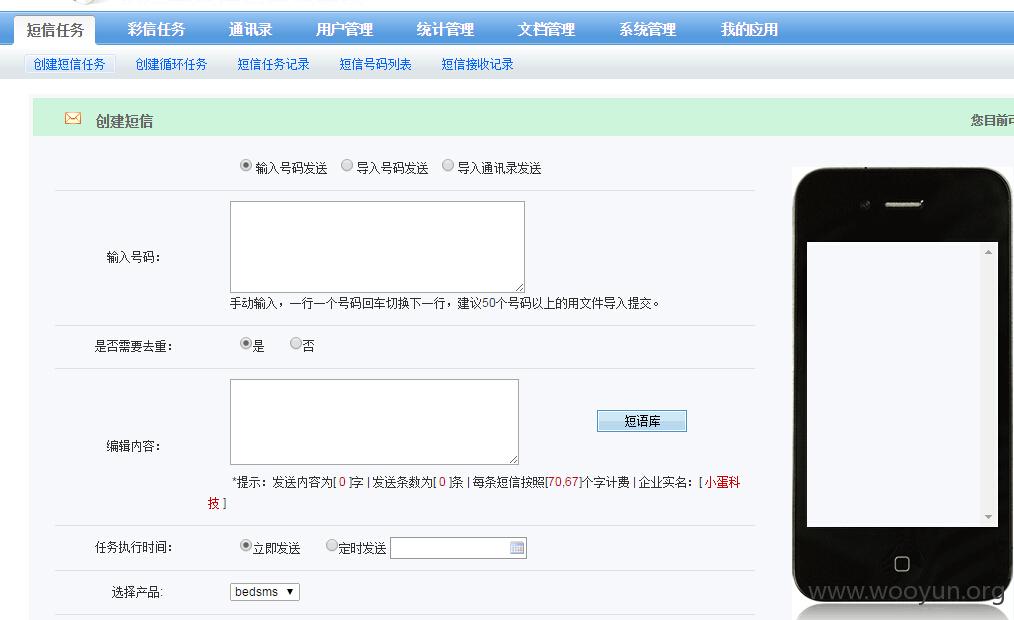 短信任务 彩信任务 通讯录 用户管理 统计管理 文档管理 系统管理 我的应用
创建短信任务 创建循环任务 短信任务记录 短信号码列表 短信接收记录
创建短信 您目前可
输入号码发送 导入号码发送 导入通讯录发送
输入号码：
手动输入，一行一个号码回车切换下一行，建议50个号码以上的用文件导入提交。
是否需要去重： 是 否
短语库
编辑内容：
*提示：发送内容为[ 0 ]字 | 发送条数为[ 0 ]条 | 每条短信按照[70,67]个字计费 | 企业实名：[ 小蛋科
技 ]
任务执行时间： 立即发送 定时发送
选择产品: bedsms
www.wooyun.org